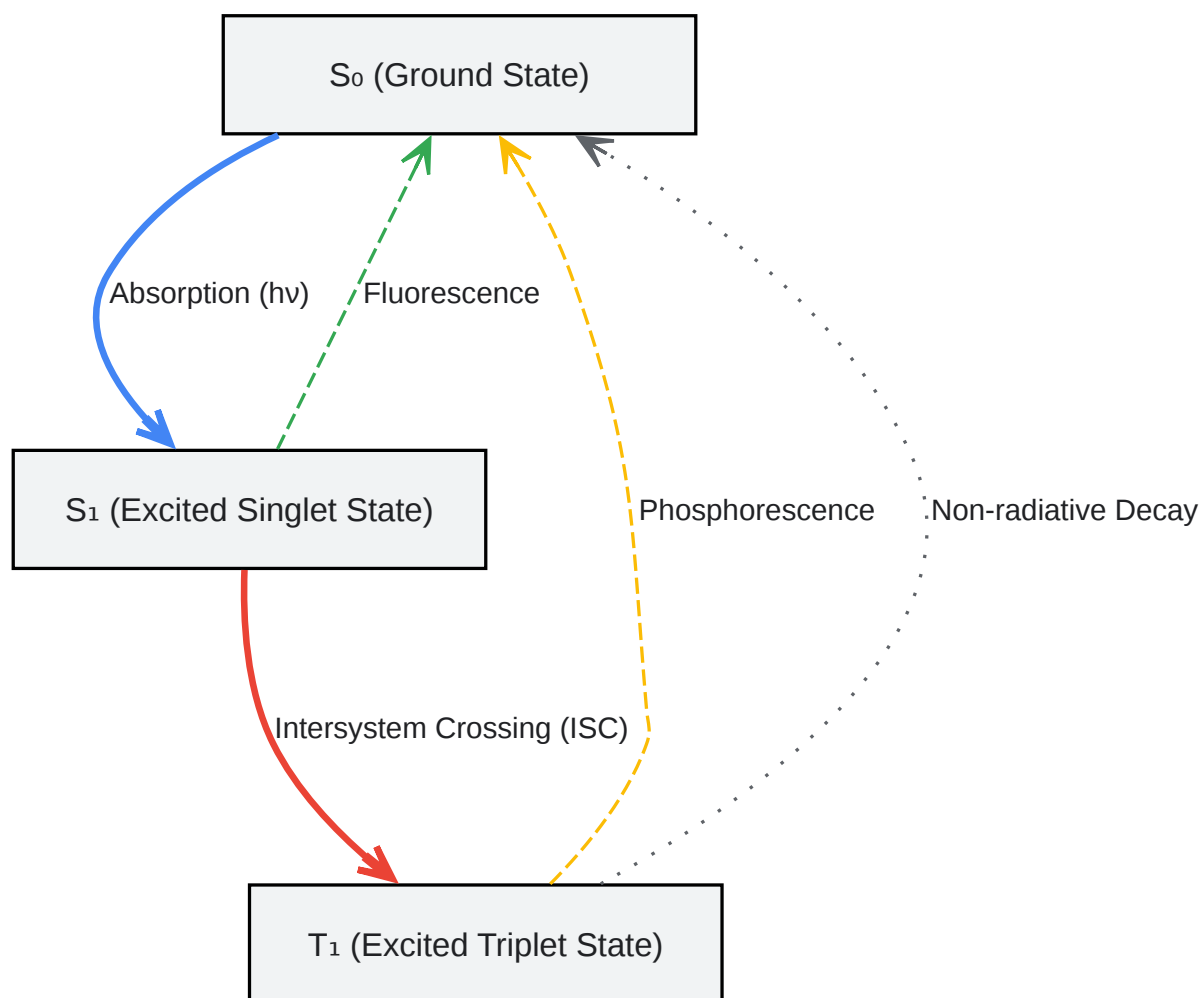 S₀ (Ground State)
Absorption (hν)
Fluorescence
S₁ (Excited Singlet State)
Phosphorescence
Non-radiative Decay
Intersystem Crossing (ISC)
T₁ (Excited Triplet State)